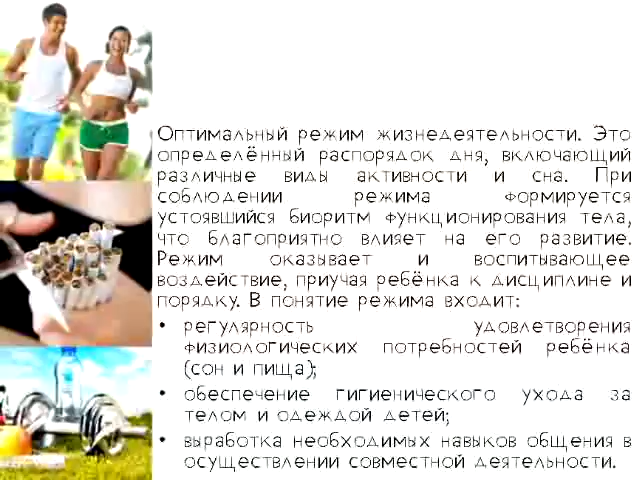 Оптимальный режим жизнедеятельности. Это
определённый распорядок дня, включающий
различные виды активности и сна. При
соблюдении режима формируется
устоявшийся биоритм функционирования тела,
что благоприятно влияет на его развитие.
Режим оказывает и воспитывающее
воздействие, приучая ребёнка к дисциплине и
порядку. В понятие режима входит:
• регулярность удовлетворения
физиологических потребностей ребёнка
(сон и пища);
• обеспечение гигиенического ухода за
телом и одеждой детей;
• выработка необходимых навыков общения в
осуществлении совместной деятельности.